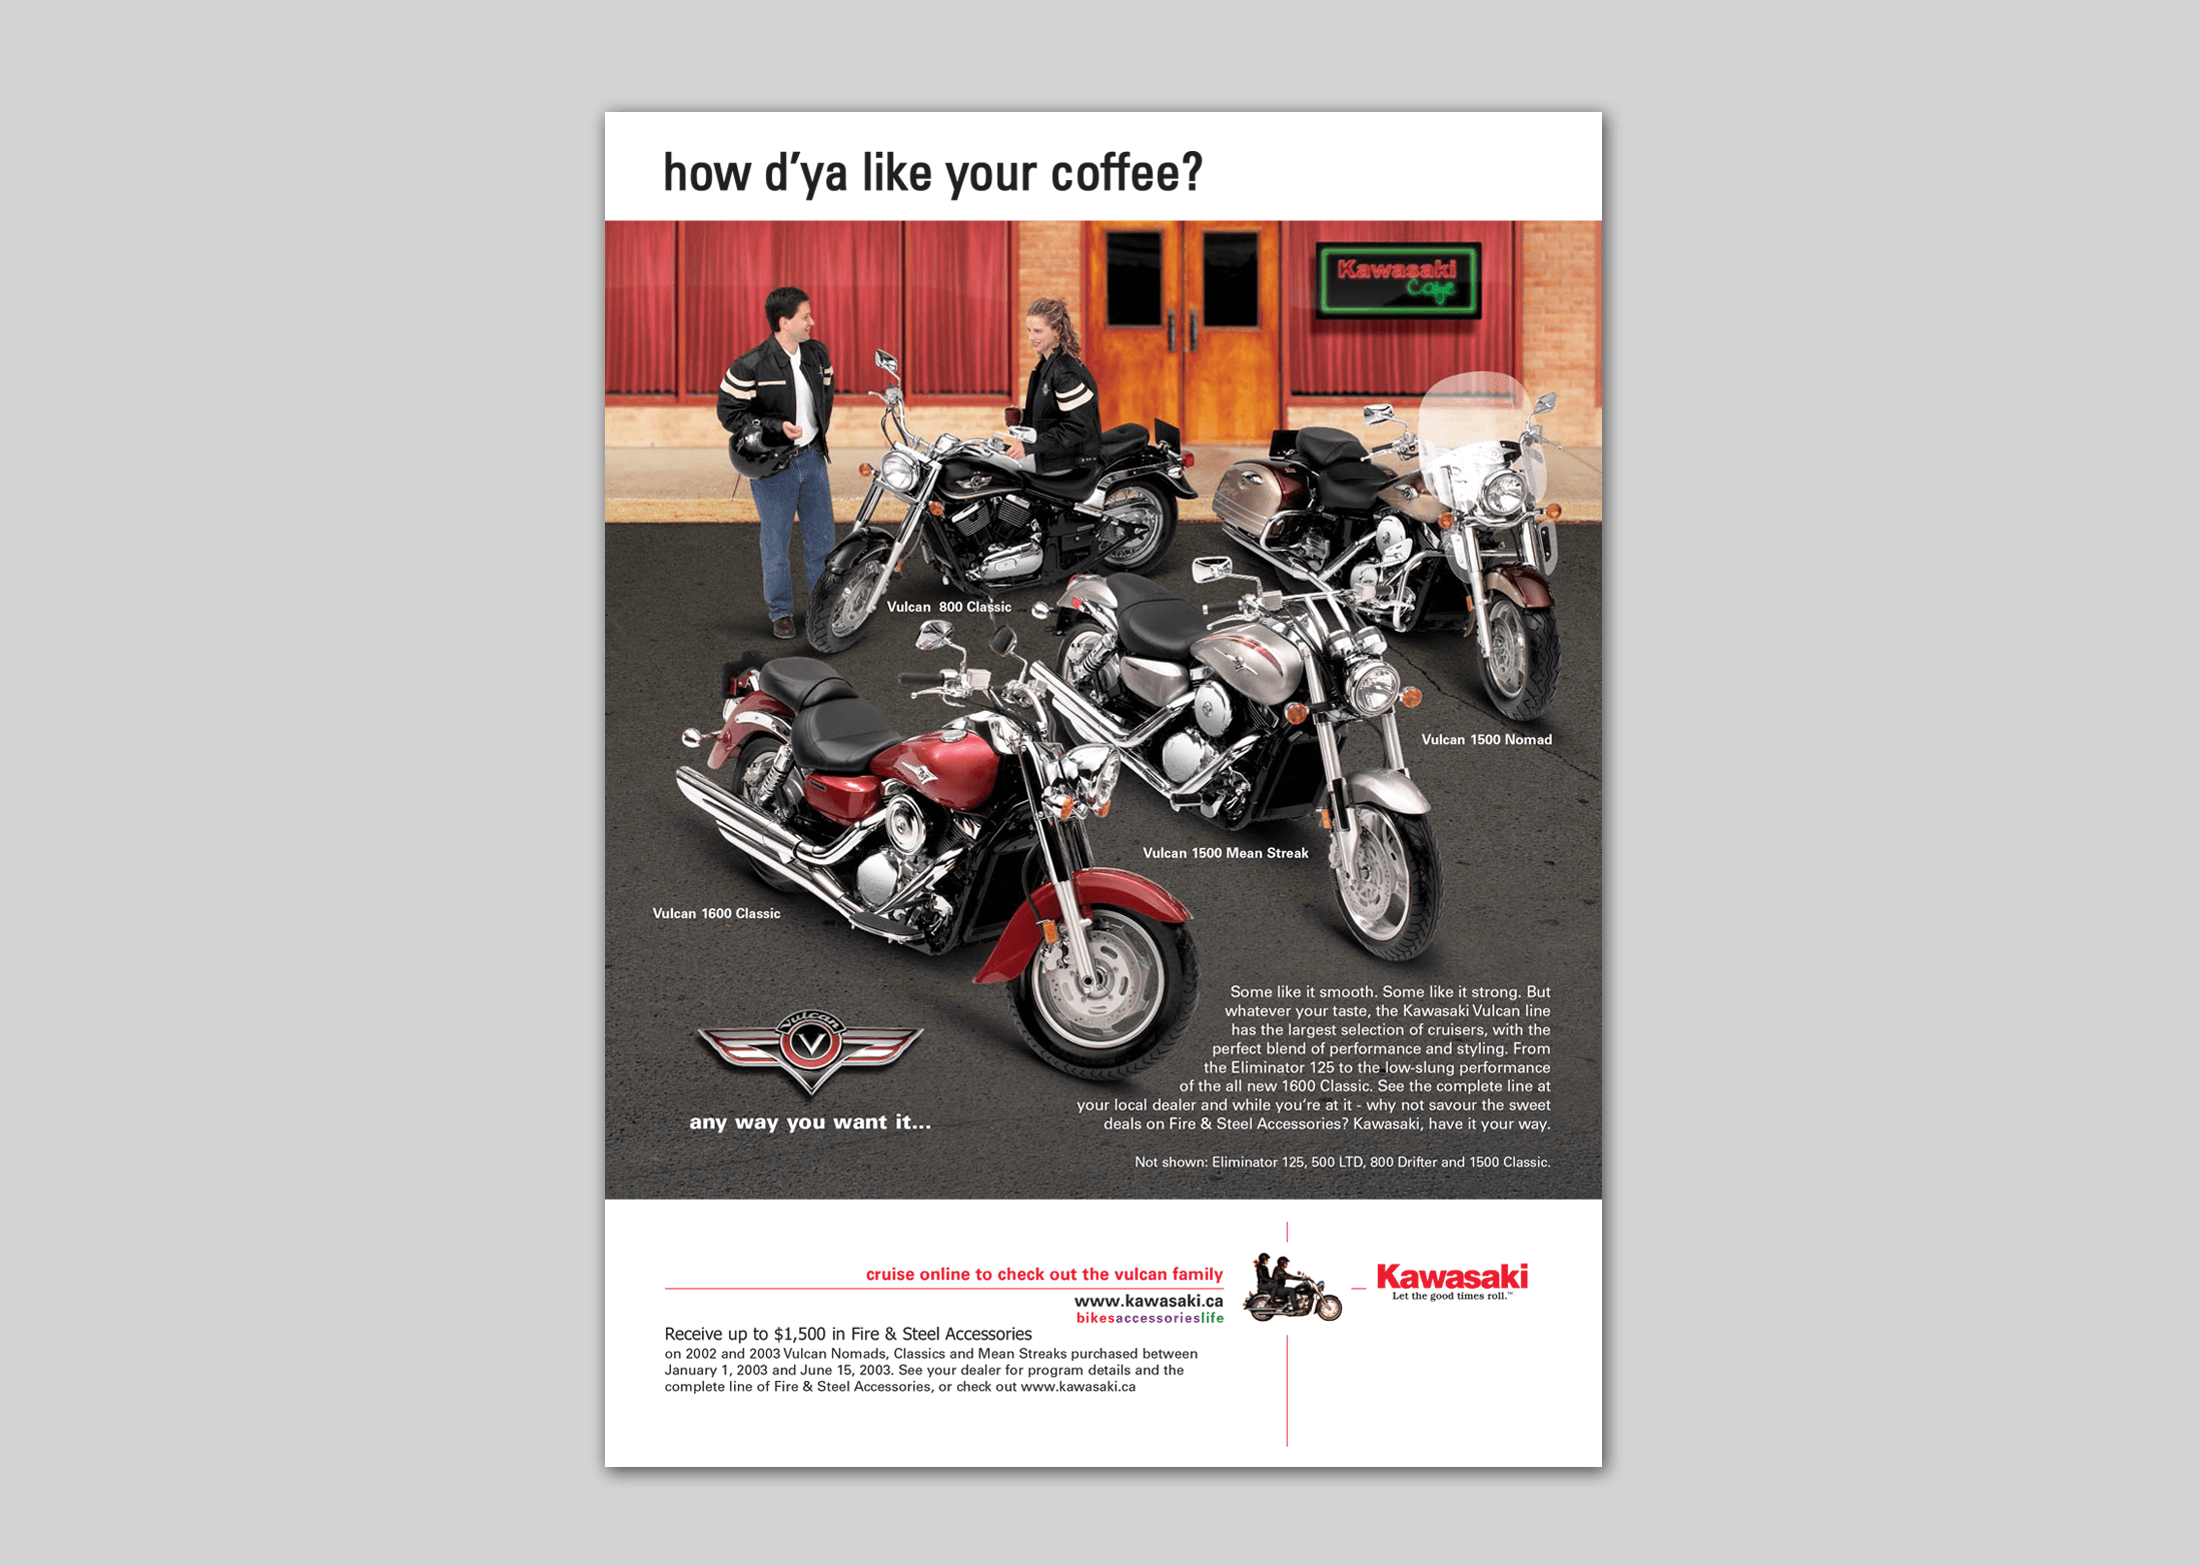 how d'ya like your coffee?
Kawasaki
Cafe
Vulcan 800 Classic
Vulcan 1500 Nomad
Vulcan 1500 Mean Streak
Vulcan 1600 Classic
Some like it smooth. Some like it strong. But
whatever your taste, the Kawasaki Vulcan line
has the largest selection of cruisers, with the
perfect blend of performance and styling. From
the Eliminator 125 to the low-slung performance
of the all new 1600 Classic. See the complete line at
your local dealer and while you're at it - why not savour the sweet
deals on Fire & Steel Accessories? Kawasaki, have it your way.
Not shown: Eliminator 125, 500 LTD, 800 Drifter and 1500 Classic.
Vulcan
V
any way you want it...
cruise online to check out the vulcan family
www.kawasaki.ca
bikesaccessorieslife
Kawasaki
Let the good times roll.™
Receive up to $1,500 in Fire & Steel Accessories
on 2002 and 2003 Vulcan Nomads, Classics and Mean Streaks purchased between
January 1, 2003 and June 15, 2003. See your dealer for program details and the
complete line of Fire & Steel Accessories, or check out www.kawasaki.ca